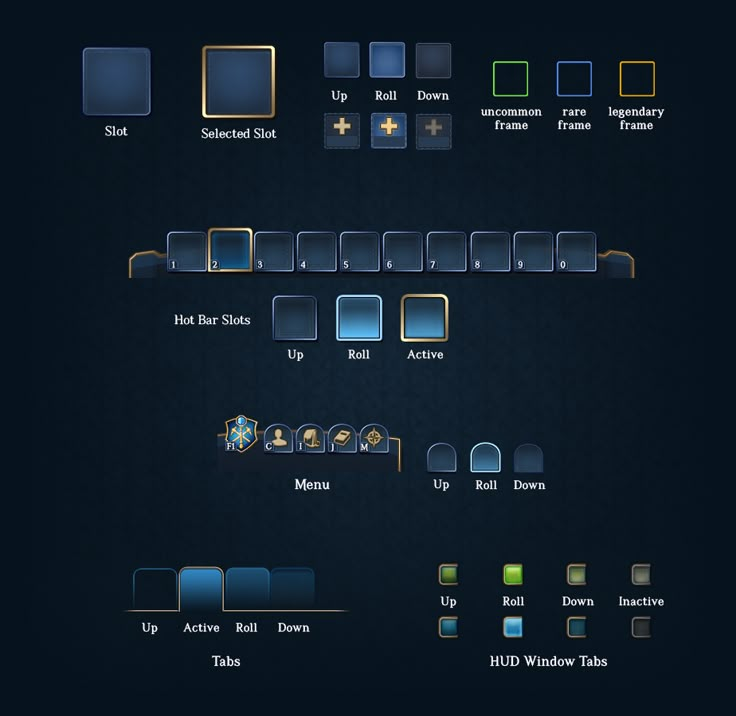 Up Roll Down
Slot
Selected Slot
uncommon frame
rare frame
legendary frame
1 2 3 4 5 6 7 8 9 0
Hot Bar Slots
Up Roll Active
F1 C I J M
Menu
Up Roll Down
Up Active Roll Down
Tabs
Up Roll Down Inactive
HUD Window Tabs